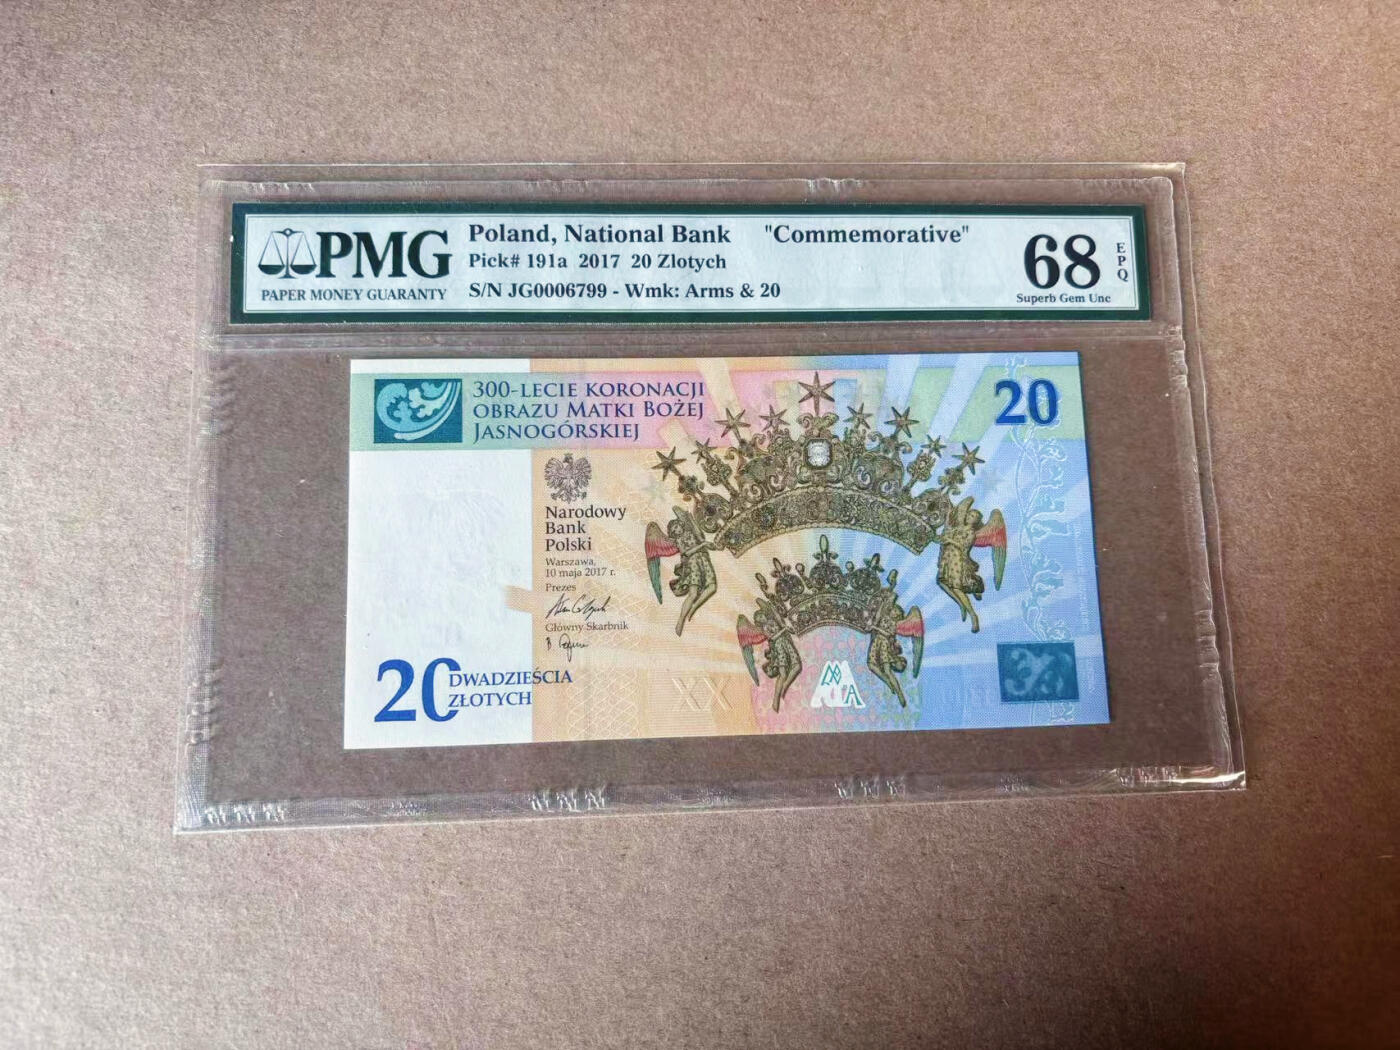 PMG
PAPER MONEY GUARANTY
Poland, National Bank "Commemorative"
Pick# 191a 2017 20 Zlotych
S/N JG0006799 - Wmk: Arms & 20
68
EPQ
Superb Gem Unc
300-LECIE KORONACJI
OBRAZU MATKI BOŻEJ
JASNOGÓRSKIEJ
20
Narodowy
Bank
Polski
Warszawa,
10 maja 2017 r.
Prezes
Główny Skarbnik
20 DWADZIEŚCIA
ZŁOTYCH
XX